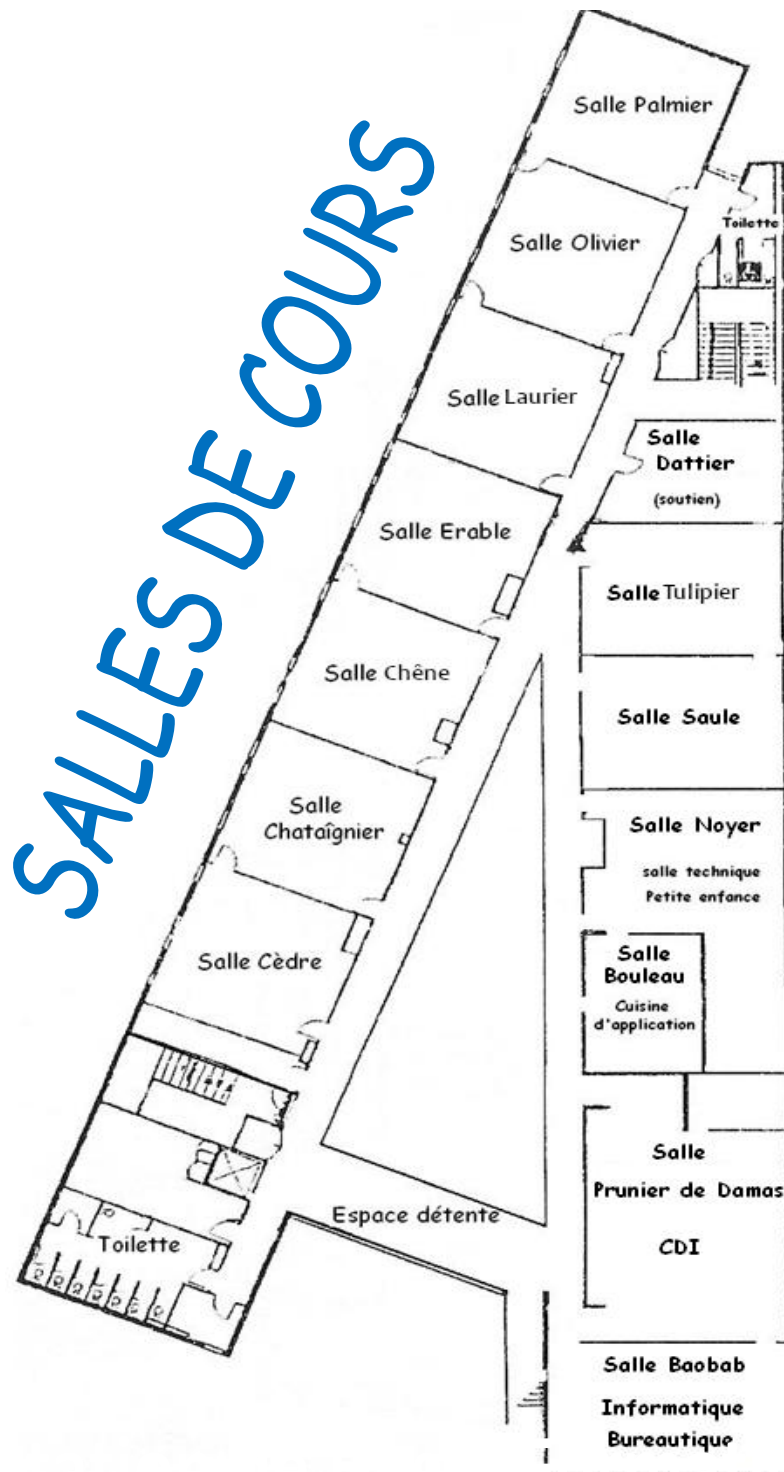 SALLES DE COURS
Salle Palmier
Toilette
Salle Olivier
Salle Laurier
Salle
Dattier
(soutien)
Salle Erable
Salle Tulipier
Salle Chêne
Salle Saule
Salle
Chataîgnier
Salle Noyer
salle technique
Petite enfance
Salle Cèdre
Salle
Bouleau
Cuisine
d'application
Salle
Prunier de Damas
CDI
Espace détente
Toilette
Salle Baobab
Informatique
Bureautique